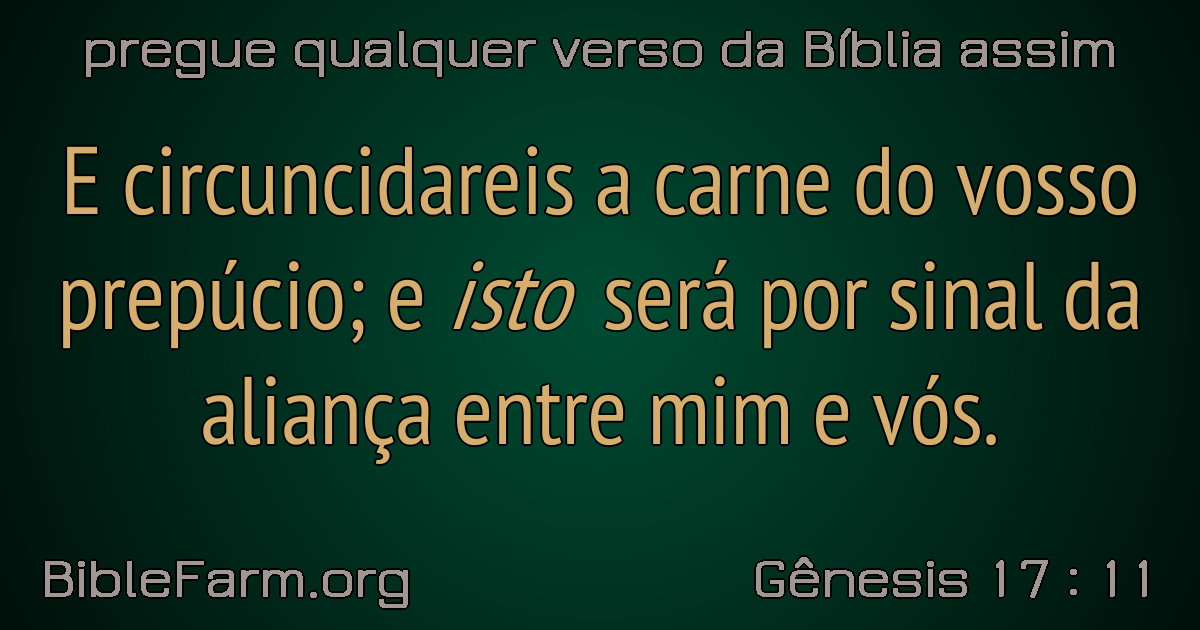 pregue qualquer verso da Bíblia assim
E circuncidareis a carne do vosso
prepúcio; e isto será por sinal da
aliança entre mim e vós.
BibleFarm.org
Gênesis 17 : 11